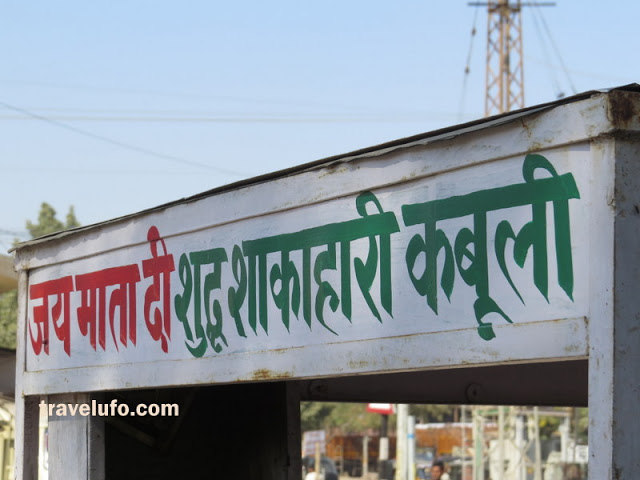 जय माता दी शुद्ध शाकाहारी कबूली
travelufo.com